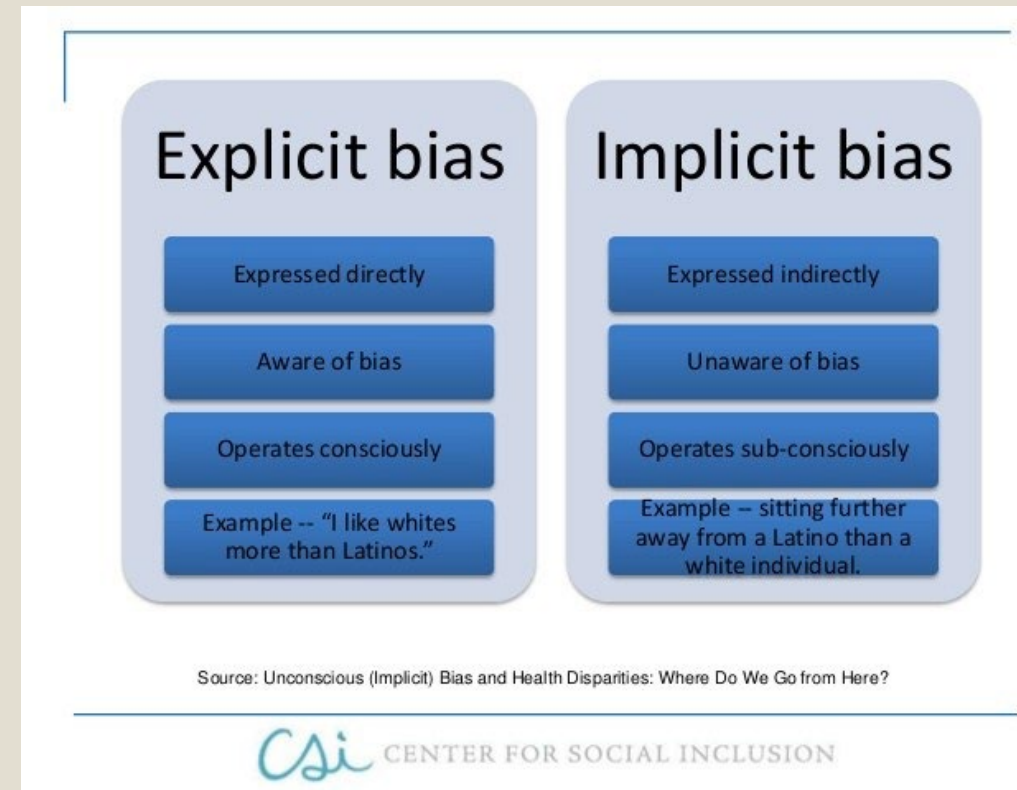 Explicit bias
Expressed directly
Aware of bias
Operates consciously
Example -- “I like whites
more than Latinos.”
Implicit bias
Expressed indirectly
Unaware of bias
Operates sub-consciously
Example -- sitting further
away from a Latino than a
white individual.
Source: Unconscious (Implicit) Bias and Health Disparities: Where Do We Go from Here?
csi CENTER FOR SOCIAL INCLUSION